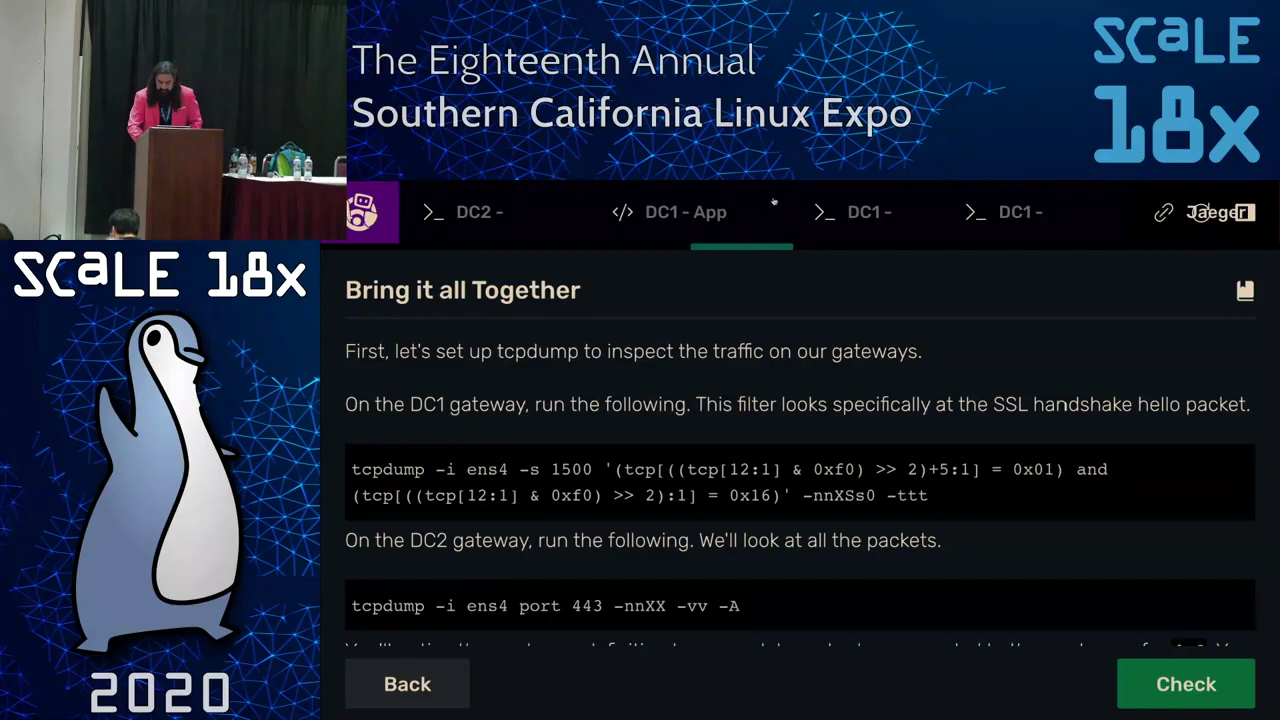 The Eighteenth Annual
Southern California Linux Expo
SCaLE
18x
DC2 -
DC1 - App
DC1 -
DC1 -
Jaeger
SCaLE 18x
Bring it all Together
First, let's set up tcpdump to inspect the traffic on our gateways.
On the DC1 gateway, run the following. This filter looks specifically at the SSL handshake hello packet.
tcpdump -i ens4 -s 1500 '(tcp[((tcp[12:1] & 0xf0) >> 2)+5:1] = 0x01) and
(tcp[((tcp[12:1] & 0xf0) >> 2):1] = 0x16)' -nnXSs0 -ttt
On the DC2 gateway, run the following. We'll look at all the packets.
tcpdump -i ens4 port 443 -nnXX -vv -A
Back
Check
2020